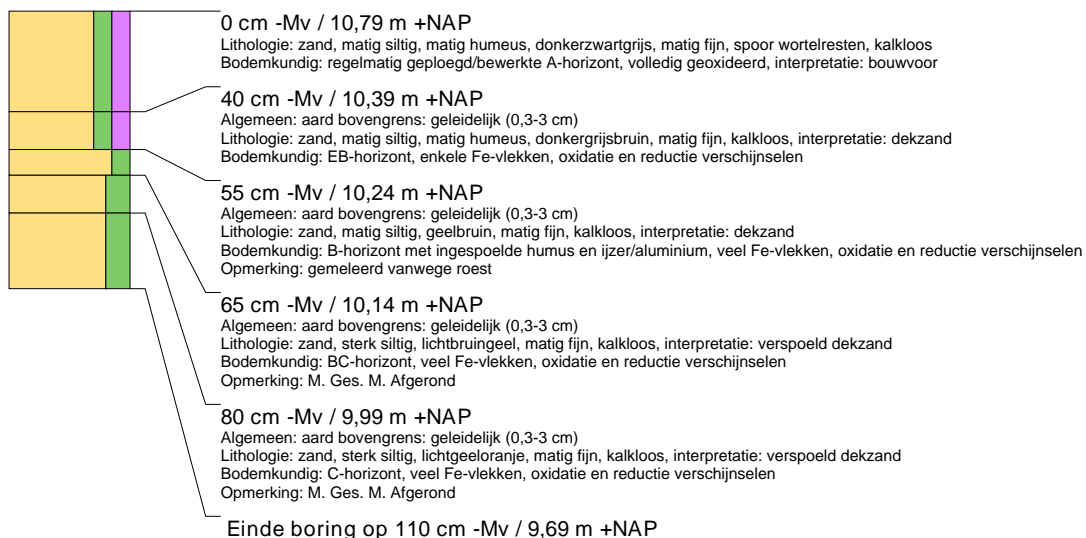 0 cm -Mv / 10,79 m +NAP
Lithologie: zand, matig siltig, matig humeus, donkerzwartgrijs, matig fijn, spoor wortelresten, kalkloos
Bodemkundig: regelmatig geploegd/bewerkte A-horizont, volledig geoxideerd, interpretatie: bouwvoor
40 cm -Mv / 10,39 m +NAP
Algemeen: aard bovengrens: geleidelijk (0,3-3 cm)
Lithologie: zand, matig siltig, matig humeus, donkergrijsbruin, matig fijn, kalkloos, interpretatie: dekzand
Bodemkundig: EB-horizont, enkele Fe-vlekken, oxidatie en reductie verschijnselen
55 cm -Mv / 10,24 m +NAP
Algemeen: aard bovengrens: geleidelijk (0,3-3 cm)
Lithologie: zand, matig siltig, geelbruin, matig fijn, kalkloos, interpretatie: dekzand
Bodemkundig: B-horizont met ingespoelde humus en ijzer/aluminium, veel Fe-vlekken, oxidatie en reductie verschijnselen
Opmerking: gemeleerd vanwege roest
65 cm -Mv / 10,14 m +NAP
Algemeen: aard bovengrens: geleidelijk (0,3-3 cm)
Lithologie: zand, sterk siltig, lichtbruingeel, matig fijn, kalkloos, interpretatie: verspoeld dekzand
Bodemkundig: BC-horizont, veel Fe-vlekken, oxidatie en reductie verschijnselen
Opmerking: M. Ges. M. Afgerond
80 cm -Mv / 9,99 m +NAP
Algemeen: aard bovengrens: geleidelijk (0,3-3 cm)
Lithologie: zand, sterk siltig, lichtgeeloranje, matig fijn, kalkloos, interpretatie: verspoeld dekzand
Bodemkundig: C-horizont, veel Fe-vlekken, oxidatie en reductie verschijnselen
Opmerking: M. Ges. M. Afgerond
Einde boring op 110 cm -Mv / 9,69 m +NAP